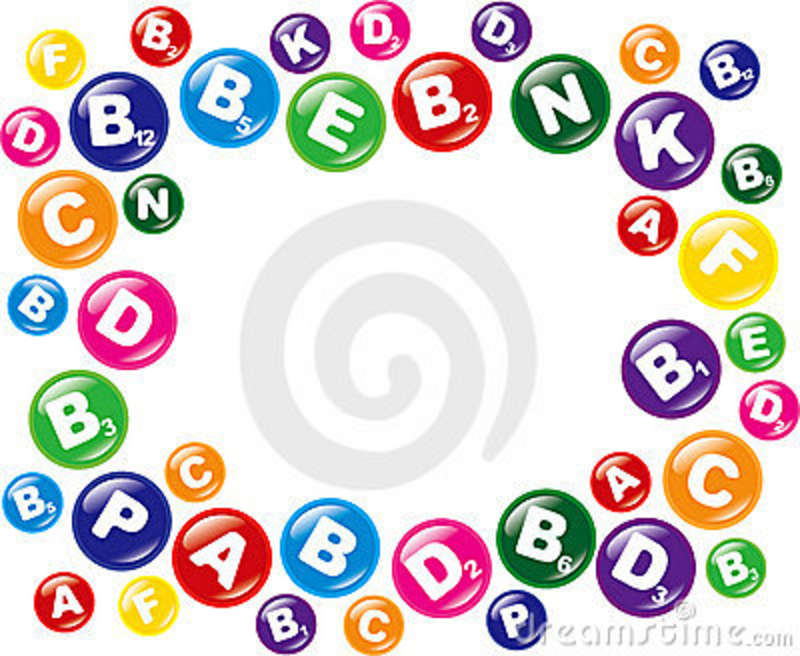 F B2 K D2 D3 C B12
D B12 B5 E B2 N K B6
C N A F
B D B1 E
B3 D2
B5 P C A C
A B D2 B6 D3 B3
A F B1 C P
dreamstime.com